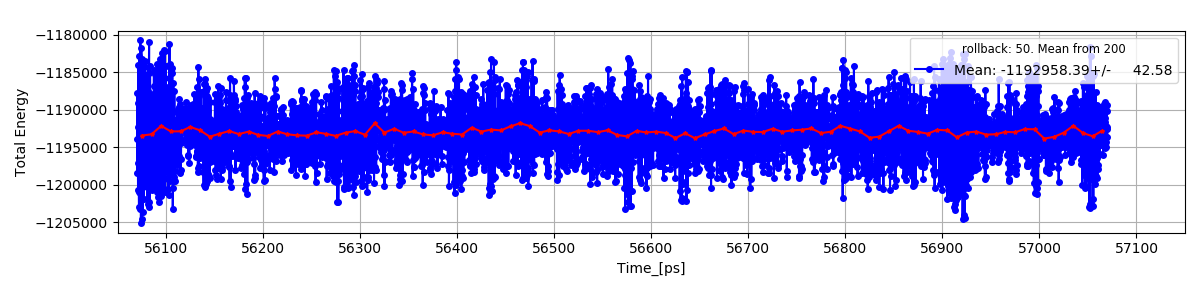 −1180000
−1185000
−1190000
−1195000
−1200000
−1205000
Total Energy
rollback: 50. Mean from 200
Mean: -1192958.39+/-     42.58
56100 56200 56300 56400 56500 56600 56700 56800 56900 57000 57100
Time_[ps]